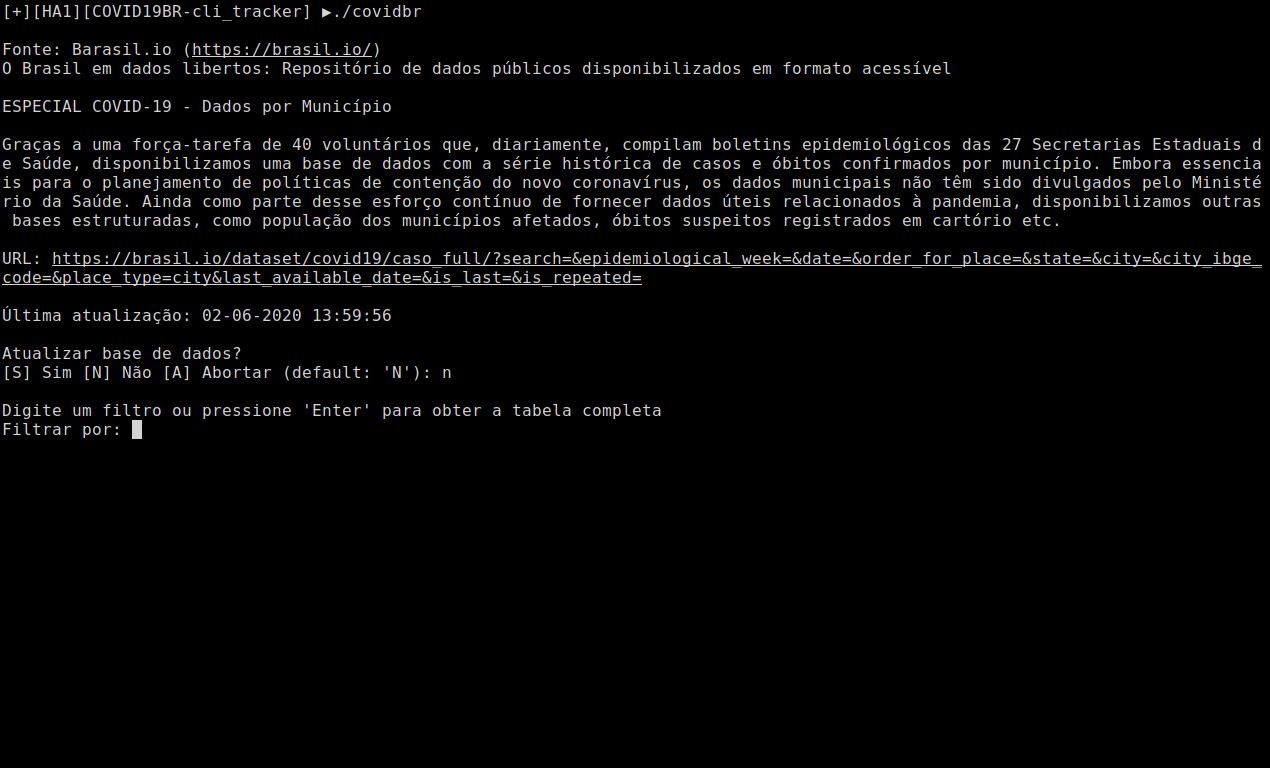 [+][HA1][COVID19BR-cli_tracker] ▶./covidbr
Fonte: Barasil.io (https://brasil.io/)
O Brasil em dados libertos: Repositório de dados públicos disponibilizados em formato acessível
ESPECIAL COVID-19 - Dados por Município
Graças a uma força-tarefa de 40 voluntários que, diariamente, compilam boletins epidemiológicos das 27 Secretarias Estaduais d
e Saúde, disponibilizamos uma base de dados com a série histórica de casos e óbitos confirmados por município. Embora essencia
is para o planejamento de políticas de contenção do novo coronavírus, os dados municipais não têm sido divulgados pelo Ministé
rio da Saúde. Ainda como parte desse esforço contínuo de fornecer dados úteis relacionados à pandemia, disponibilizamos outras
 bases estruturadas, como população dos municípios afetados, óbitos suspeitos registrados em cartório etc.
URL: https://brasil.io/dataset/covid19/caso_full/?search=&epidemiological_week=&date=&order_for_place=&state=&city=&city_ibge_
code=&place_type=city&last_available_date=&is_last=&is_repeated=
Última atualização: 02-06-2020 13:59:56
Atualizar base de dados?
[S] Sim [N] Não [A] Abortar (default: 'N'): n
Digite um filtro ou pressione 'Enter' para obter a tabela completa
Filtrar por: